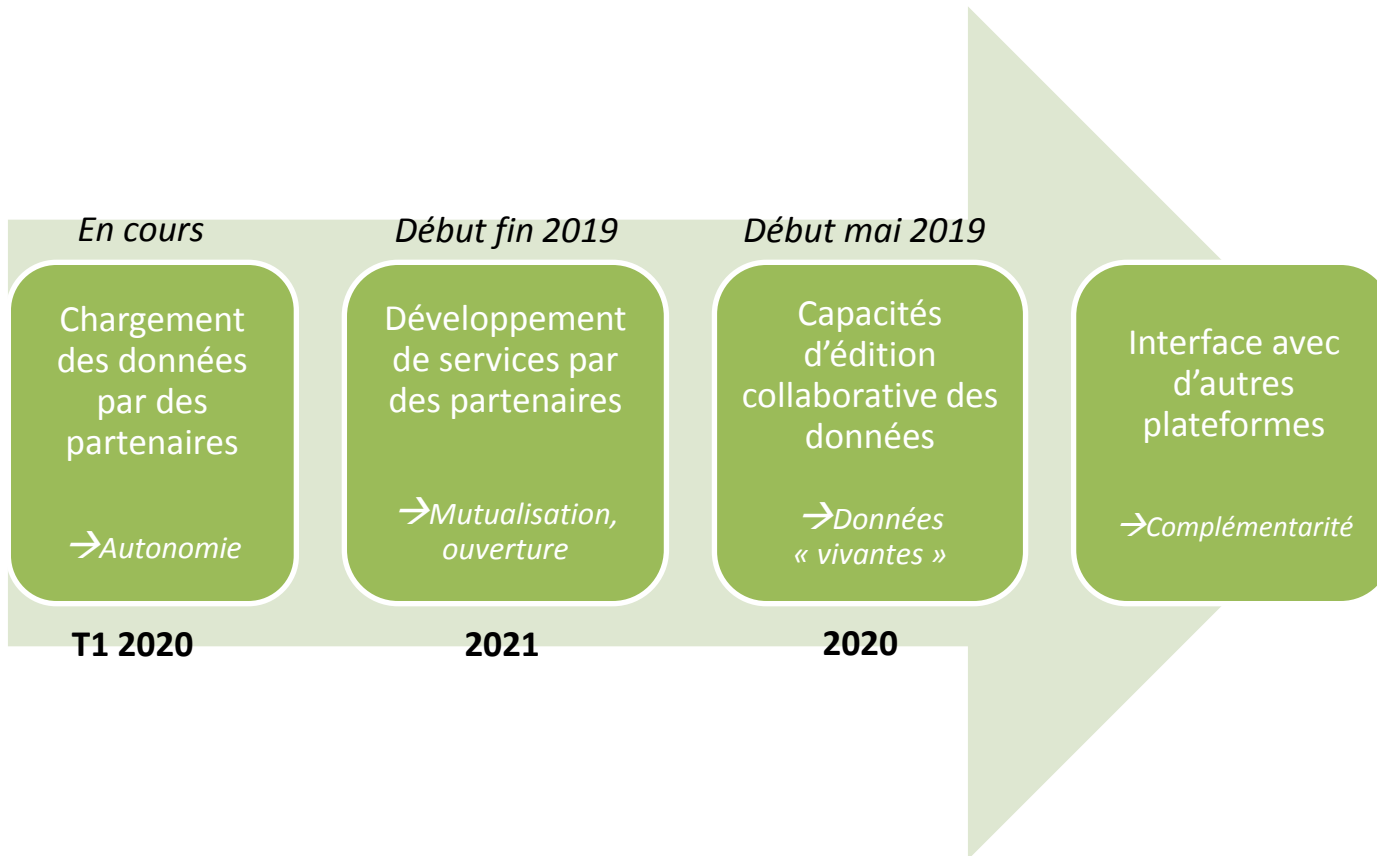 En cours
Chargement
des données
par des
partenaires
→Autonomie
T1 2020
Début fin 2019
Développement
de services par
des partenaires
→Mutualisation,
ouverture
2021
Début mai 2019
Capacités
d’édition
collaborative des
données
→Données
« vivantes »
2020
Interface avec
d’autres
plateformes
→Complémentarité